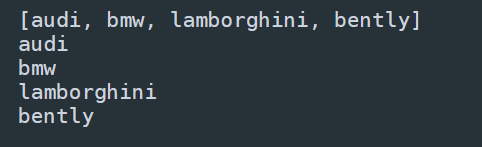 [audi, bmw, lamborghini, bently]
audi
bmw
lamborghini
bently